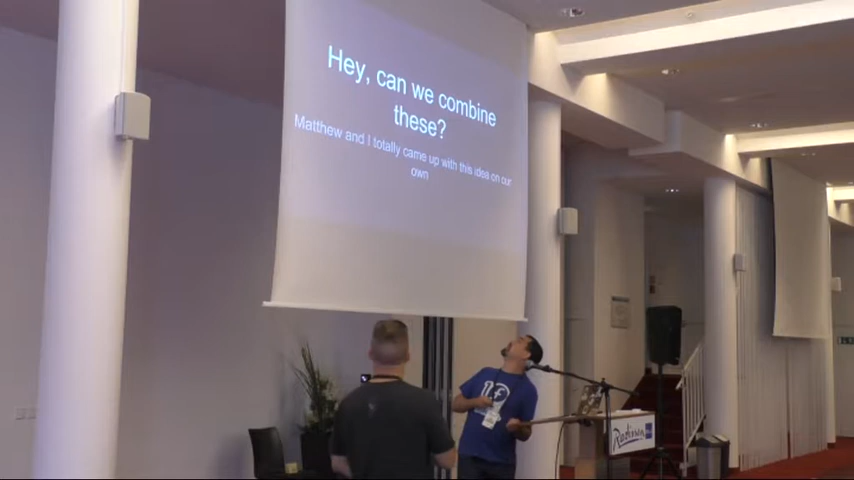 Hey, can we combine
these?
Matthew and I totally came up with this idea on our
own
Radisson